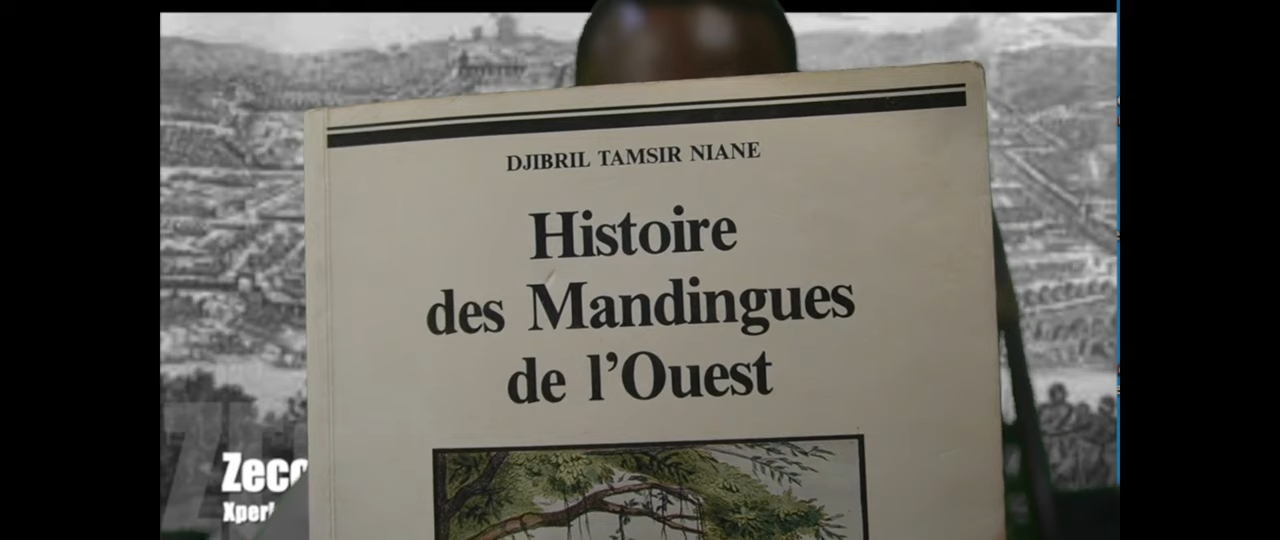 DJIBRIL TAMSIR NIANE
Histoire
des Mandingues
de l'Ouest